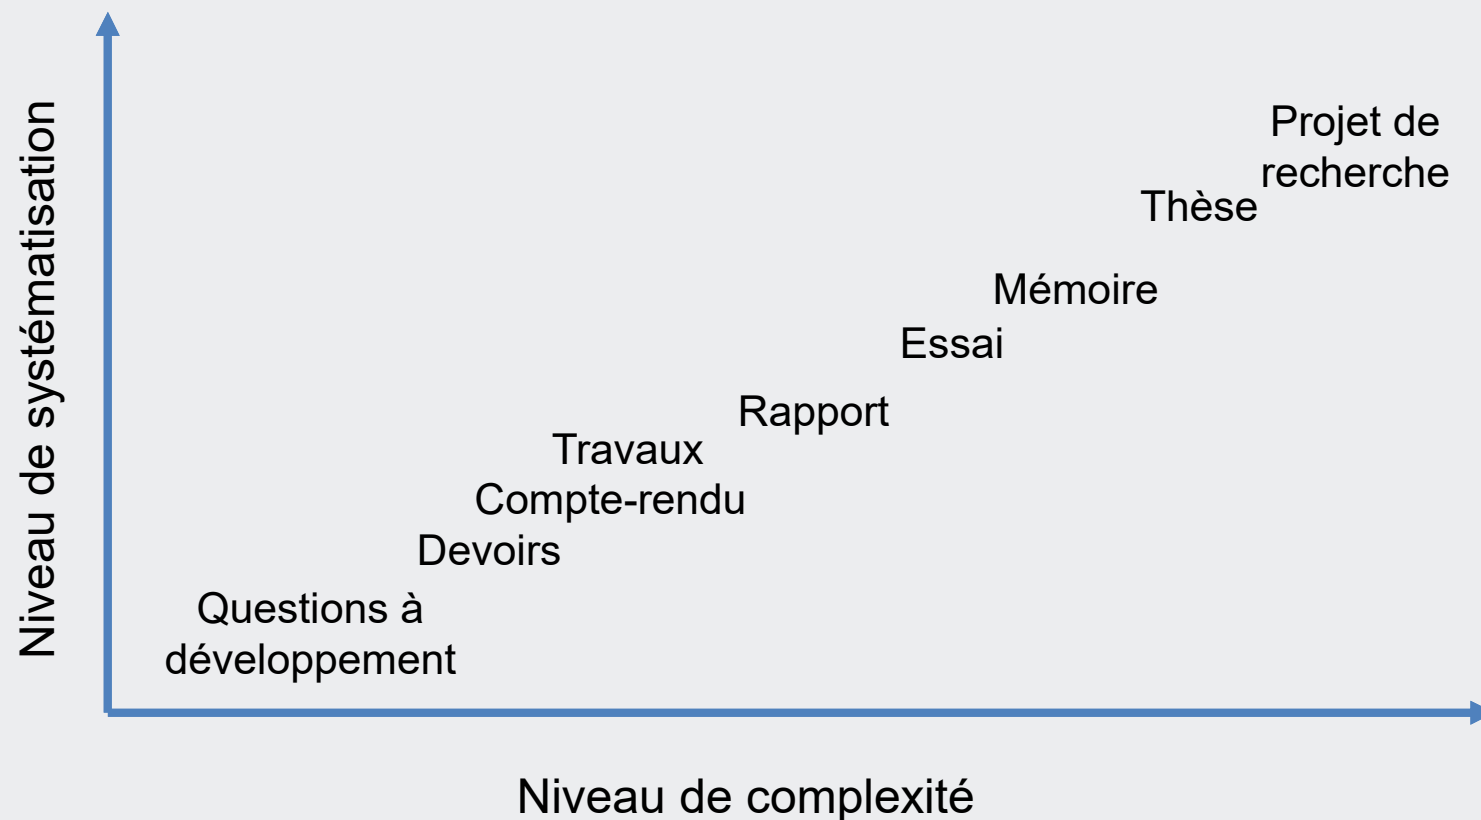 Niveau de systématisation
Projet de
recherche
Thèse
Mémoire
Essai
Rapport
Travaux
Compte-rendu
Devoirs
Questions à
développement
Niveau de complexité